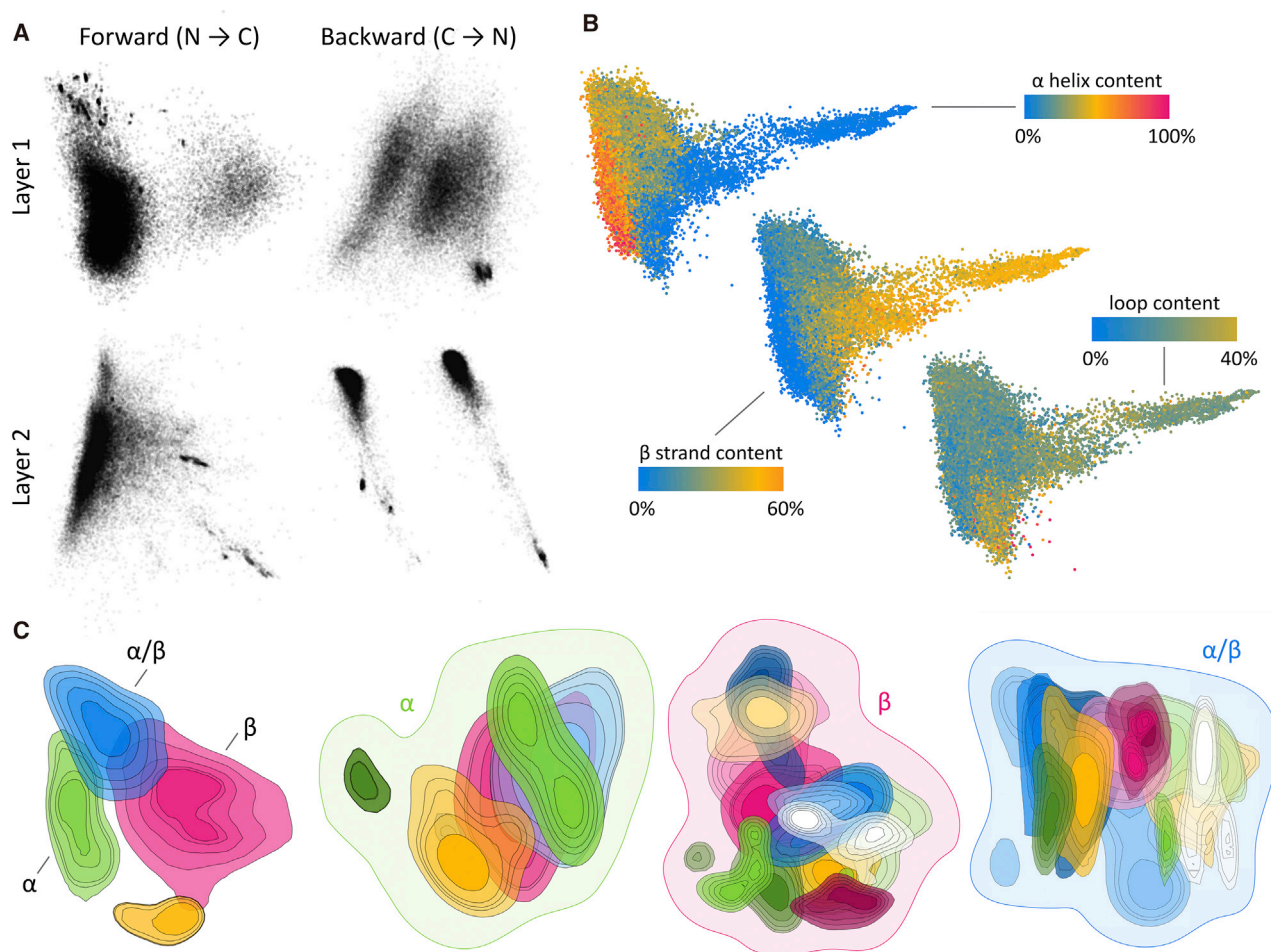 A
Forward (N → C)
Backward (C → N)
Layer 1
Layer 2
B
α helix content
0%
100%
β strand content
0%
60%
loop content
0%
40%
C
α/β
β
α
α
β
α/β